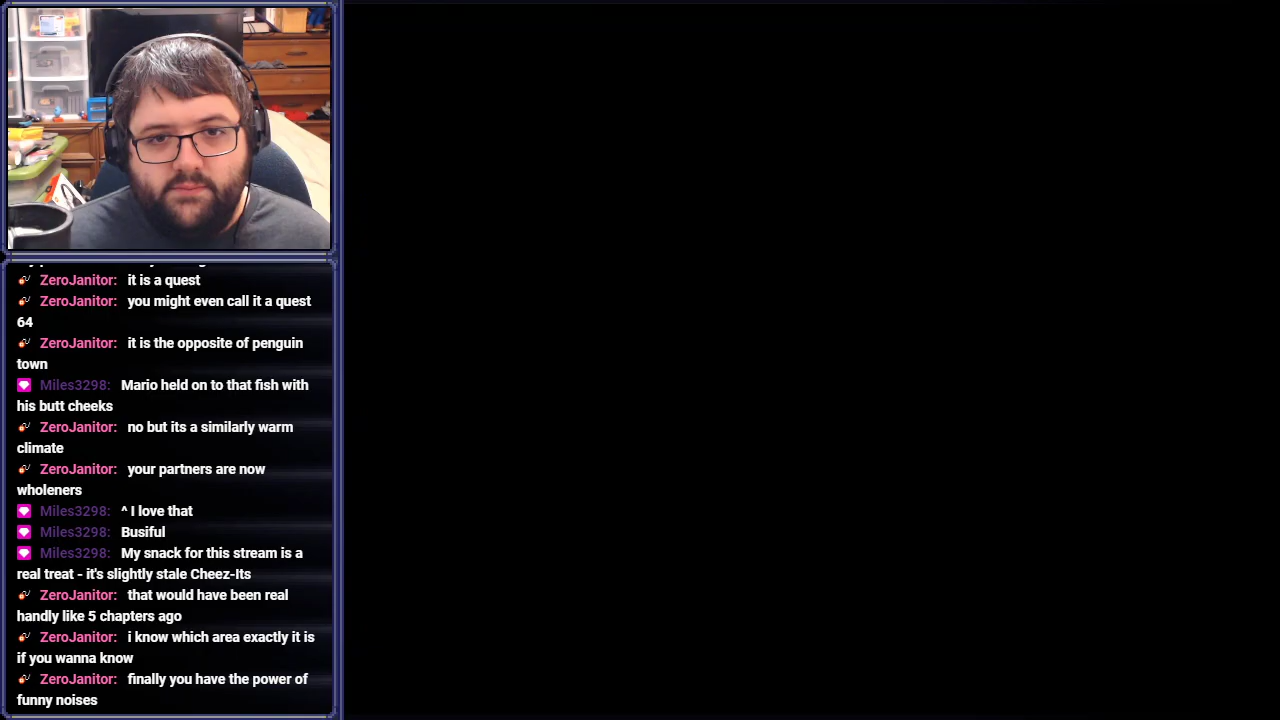 ZeroJanitor: it is a quest
ZeroJanitor: you might even call it a quest
64
ZeroJanitor: it is the opposite of penguin
town
Miles3298: Mario held on to that fish with
his butt cheeks
ZeroJanitor: no but its a similarly warm
climate
ZeroJanitor: your partners are now
wholeners
Miles3298: ^ I love that
Miles3298: Busiful
Miles3298: My snack for this stream is a
real treat - it's slightly stale Cheez-Its
ZeroJanitor: that would have been real
handly like 5 chapters ago
ZeroJanitor: i know which area exactly it is
if you wanna know
ZeroJanitor: finally you have the power of
funny noises